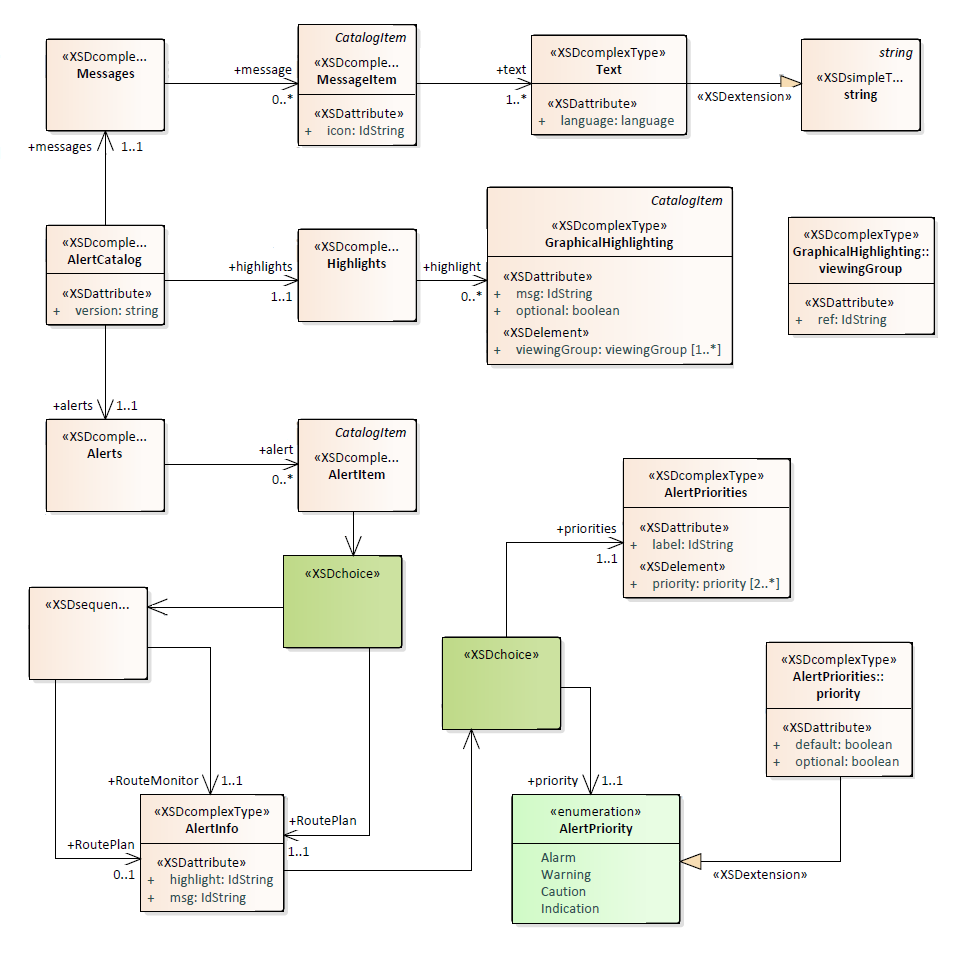 «XSDcomple...
Messages
+messages
1..1
+message
0..*
CatalogItem
«XSDcomple...
MessageItem
«XSDattribute»
+ icon: IdString
+text
1..*
«XSDcomplexType»
Text
«XSDattribute»
+ language: language
«XSDextension»
string
«XSDsimpleT...
string
«XSDcomple...
AlertCatalog
«XSDattribute»
+ version: string
+highlights
1..1
«XSDcomple...
Highlights
+highlight
0..*
CatalogItem
«XSDcomplexType»
GraphicalHighlighting
«XSDattribute»
+ msg: IdString
+ optional: boolean
«XSDelement»
+ viewingGroup: viewingGroup [1..*]
«XSDcomplexType»
GraphicalHighlighting::
viewingGroup
«XSDattribute»
+ ref: IdString
+alerts
1..1
«XSDcomple...
Alerts
+alert
0..*
CatalogItem
«XSDcomple...
AlertItem
«XSDchoice»
«XSDsequen...
+priorities
1..1
«XSDcomplexType»
AlertPriorities
«XSDattribute»
+ label: IdString
«XSDelement»
+ priority: priority [2..*]
«XSDchoice»
«XSDcomplexType»
AlertPriorities::
priority
«XSDattribute»
+ default: boolean
+ optional: boolean
+RouteMonitor
1..1
+RoutePlan
0..1
«XSDcomplexType»
AlertInfo
«XSDattribute»
+ highlight: IdString
+ msg: IdString
+RoutePlan
1..1
+priority
1..1
«enumeration»
AlertPriority
Alarm
Warning
Caution
Indication
«XSDextension»